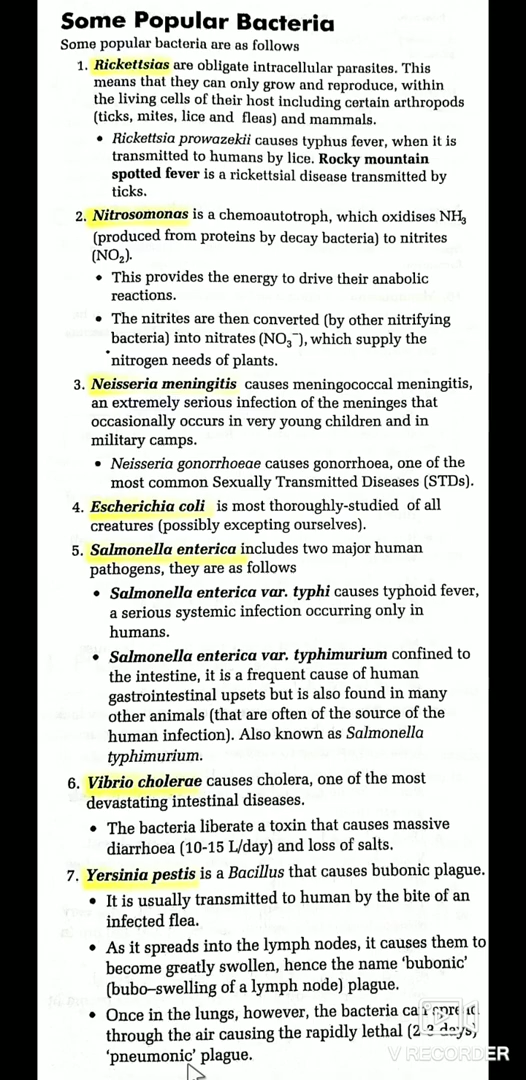 Some Popular Bacteria
Some popular bacteria are as follows
1. Rickettsias are obligate intracellular parasites. This
means that they can only grow and reproduce, within
the living cells of their host including certain arthropods
(ticks, mites, lice and fleas) and mammals.
• Rickettsia prowazekii causes typhus fever, when it is
transmitted to humans by lice. Rocky mountain
spotted fever is a rickettsial disease transmitted by
ticks.
2. Nitrosomonas is a chemoautotroph, which oxidises NH₃
(produced from proteins by decay bacteria) to nitrites
(NO₂).
• This provides the energy to drive their anabolic
reactions.
• The nitrites are then converted (by other nitrifying
bacteria) into nitrates (NO₃⁻), which supply the
nitrogen needs of plants.
3. Neisseria meningitis causes meningococcal meningitis,
an extremely serious infection of the meninges that
occasionally occurs in very young children and in
military camps.
• Neisseria gonorrhoeae causes gonorrhoea, one of the
most common Sexually Transmitted Diseases (STDs).
4. Escherichia coli is most thoroughly-studied of all
creatures (possibly excepting ourselves).
5. Salmonella enterica includes two major human
pathogens, they are as follows
• Salmonella enterica var. typhi causes typhoid fever,
a serious systemic infection occurring only in
humans.
• Salmonella enterica var. typhimurium confined to
the intestine, it is a frequent cause of human
gastrointestinal upsets but is also found in many
other animals (that are often of the source of the
human infection). Also known as Salmonella
typhimurium.
6. Vibrio cholerae causes cholera, one of the most
devastating intestinal diseases.
• The bacteria liberate a toxin that causes massive
diarrhoea (10-15 L/day) and loss of salts.
7. Yersinia pestis is a Bacillus that causes bubonic plague.
• It is usually transmitted to human by the bite of an
infected flea.
• As it spreads into the lymph nodes, it causes them to
become greatly swollen, hence the name 'bubonic'
(bubo-swelling of a lymph node) plague.
• Once in the lungs, however, the bacteria can spread
through the air causing the rapidly lethal (2-3 days)
'pneumonic' plague.
V RECORDER